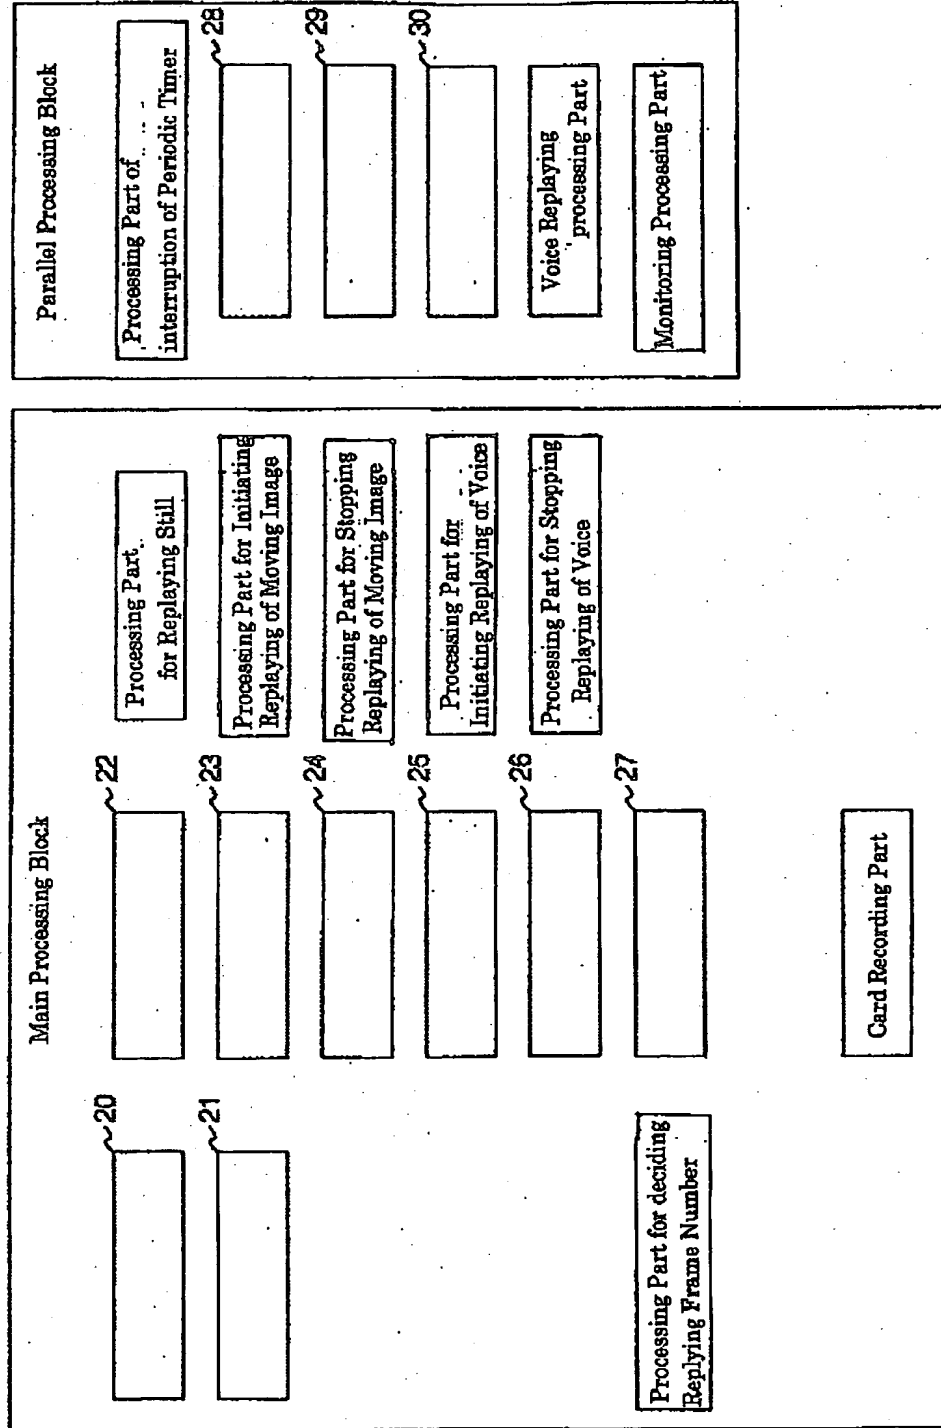 Main Processing Block
20
21
Processing Part for deciding
Replying Frame Number
22
23
24
25
26
27
Card Recording Part
Processing Part
for Replaying Still
Processing Part for Initiating
Replaying of Moving Image
Processing Part for Stopping
Replaying of Moving Image
Processing Part for
Initiating Replaying of Voice
Processing Part for Stopping
Replaying of Voice
Parallel Processing Block
Processing Part of
interruption of Periodic Timer
28
29
30
Voice Replaying
processing Part
Monitoring Processing Part